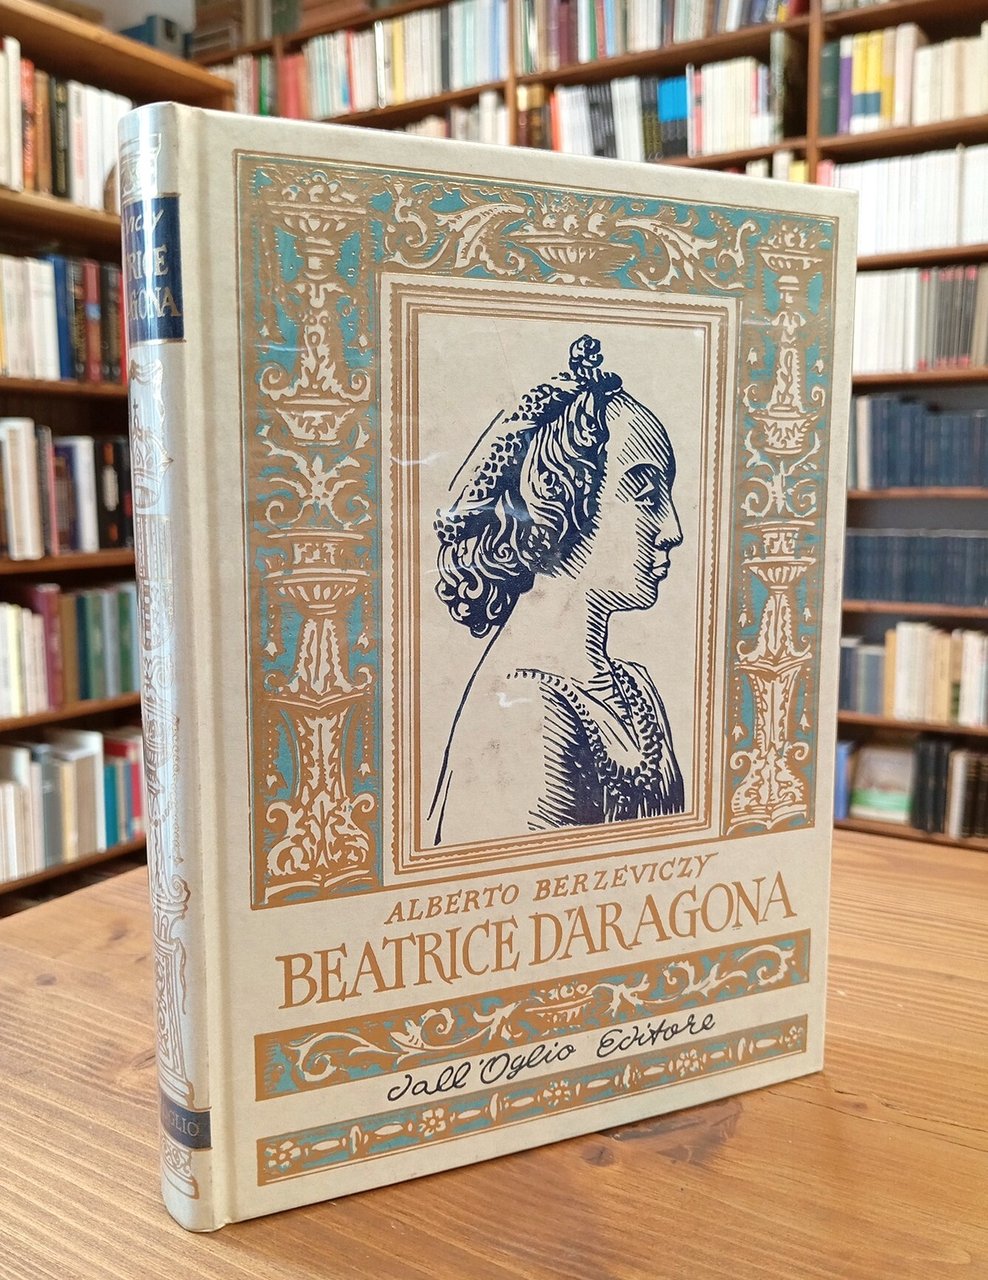 ALBERTO BERZEVICZY
BEATRICE D'ARAGONA
dall'Oglio Editore